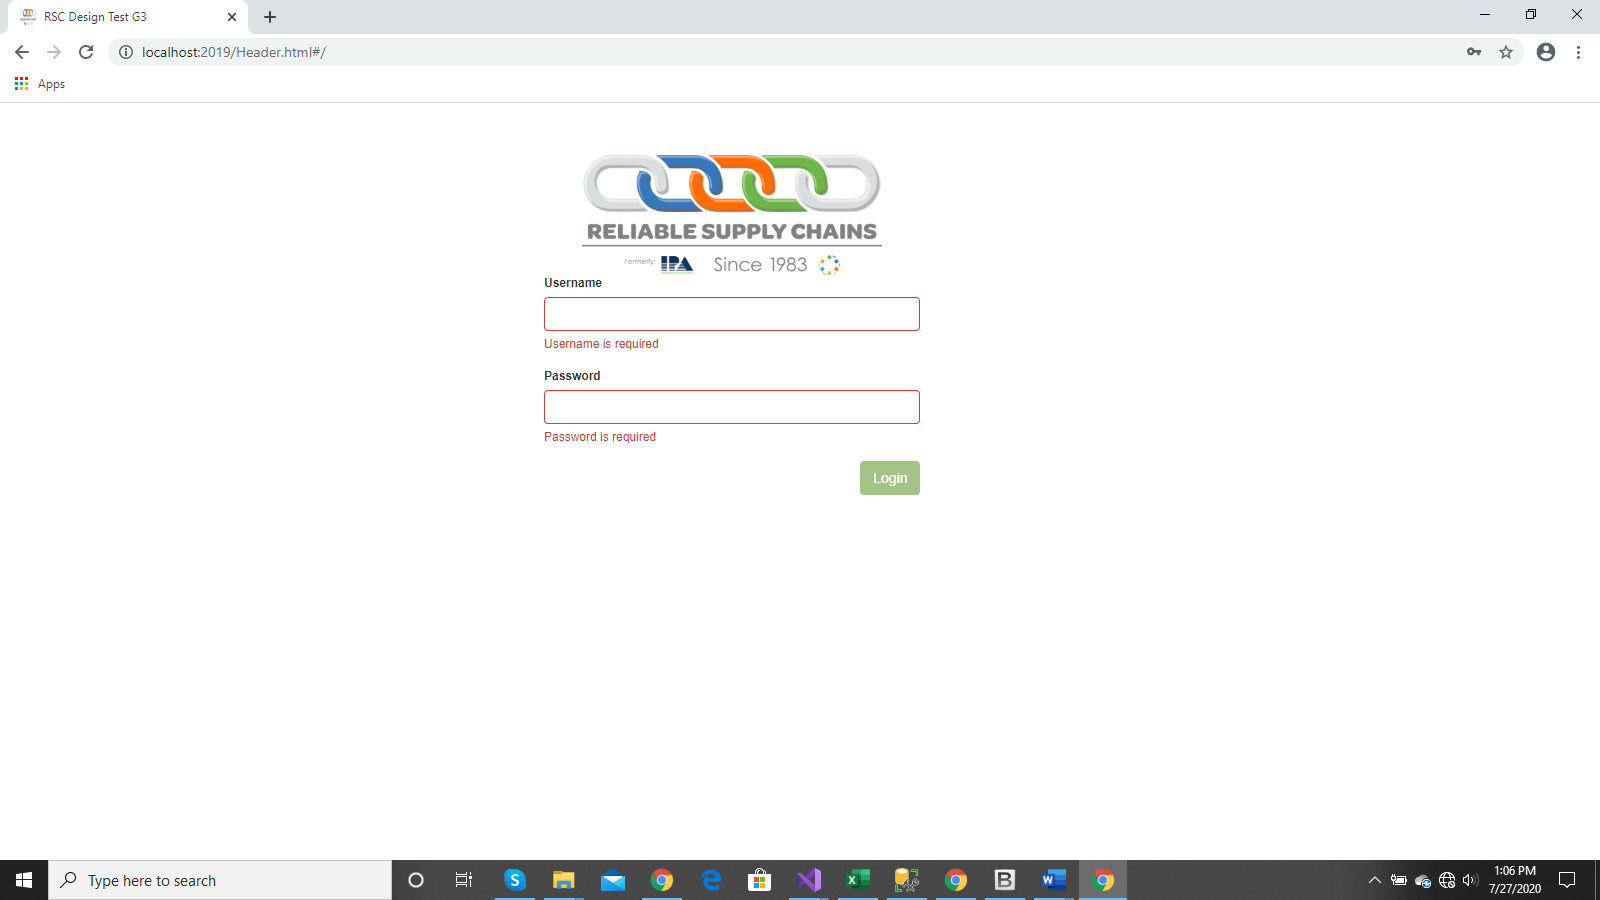 RSC Design Test G3
localhost:2019/Header.html#/
Apps
RELIABLE SUPPLY CHAINS
Formerly: IPA Since 1983
Username
Username is required
Password
Password is required
Login
Type here to search
1:06 PM
7/27/2020